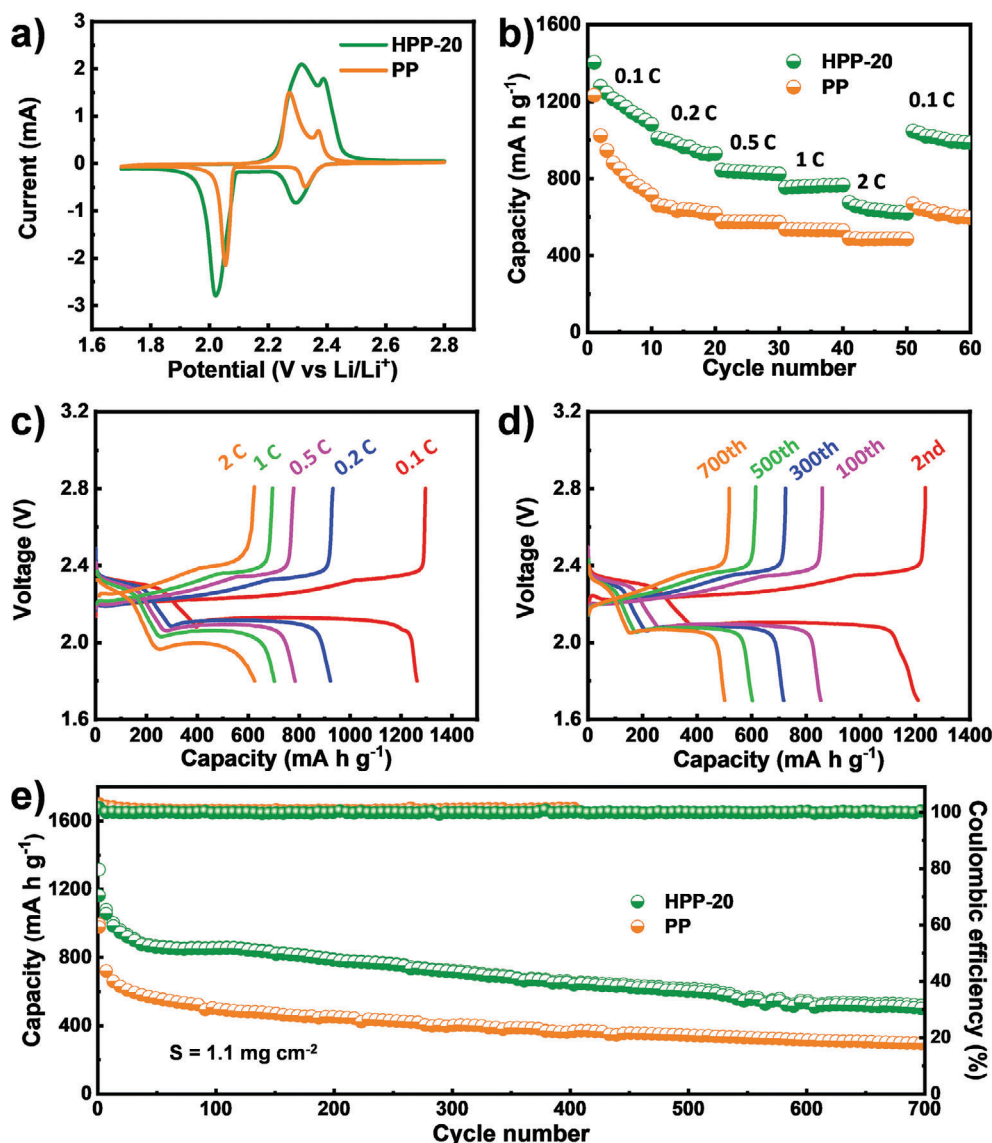 a)
HPP-20
PP
3
2
1
0
-1
-2
-3
Current (mA)
1.6 1.8 2.0 2.2 2.4 2.6 2.8
Potential (V vs Li/Li⁺)
b)
HPP-20
PP
0.1 C
0.2 C
0.5 C
1 C
2 C
0.1 C
1600
1200
800
400
0
Capacity (mA h g⁻¹)
0 10 20 30 40 50 60
Cycle number
c)
2 C 1 C 0.5 C 0.2 C 0.1 C
3.2
2.8
2.4
2.0
1.6
Voltage (V)
0 200 400 600 800 1000 1200 1400
Capacity (mA h g⁻¹)
d)
700th 500th 300th 100th 2nd
3.2
2.8
2.4
2.0
1.6
Voltage (V)
0 200 400 600 800 1000 1200 1400
Capacity (mA h g⁻¹)
e)
1600
1200
800
400
0
Capacity (mA h g⁻¹)
HPP-20
PP
S = 1.1 mg cm⁻²
100
80
60
40
20
0
Coulombic efficiency (%)
0 100 200 300 400 500 600 700
Cycle number